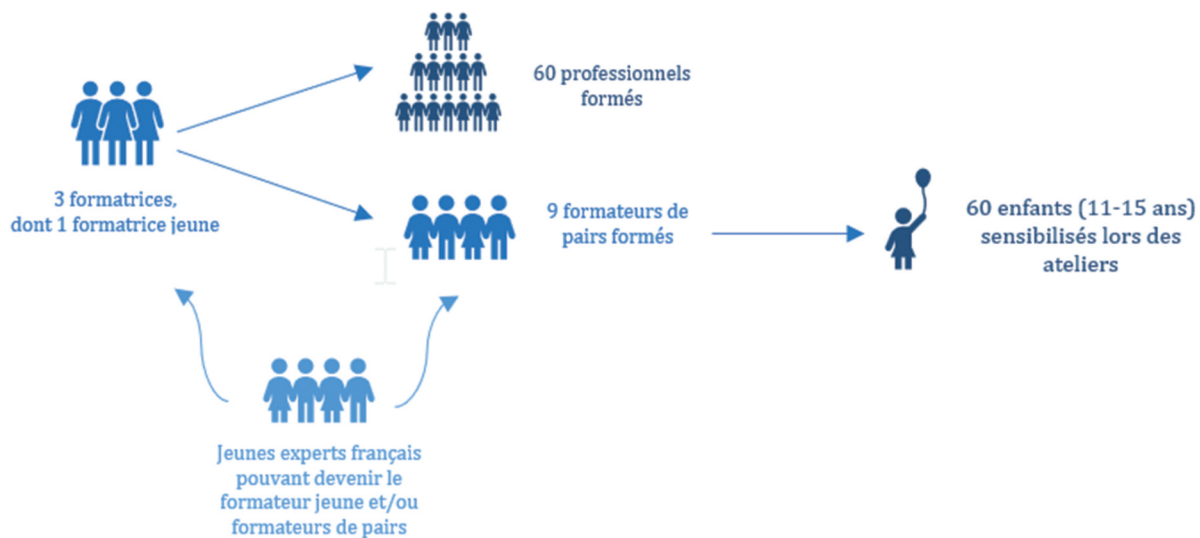 60 professionnels
formés
3 formatrices,
dont 1 formatrice jeune
9 formateurs de
pairs formés
60 enfants (11-15 ans)
sensibilisés lors des
ateliers
Jeunes experts français
pouvant devenir le
formateur jeune et/ou
formateurs de pairs